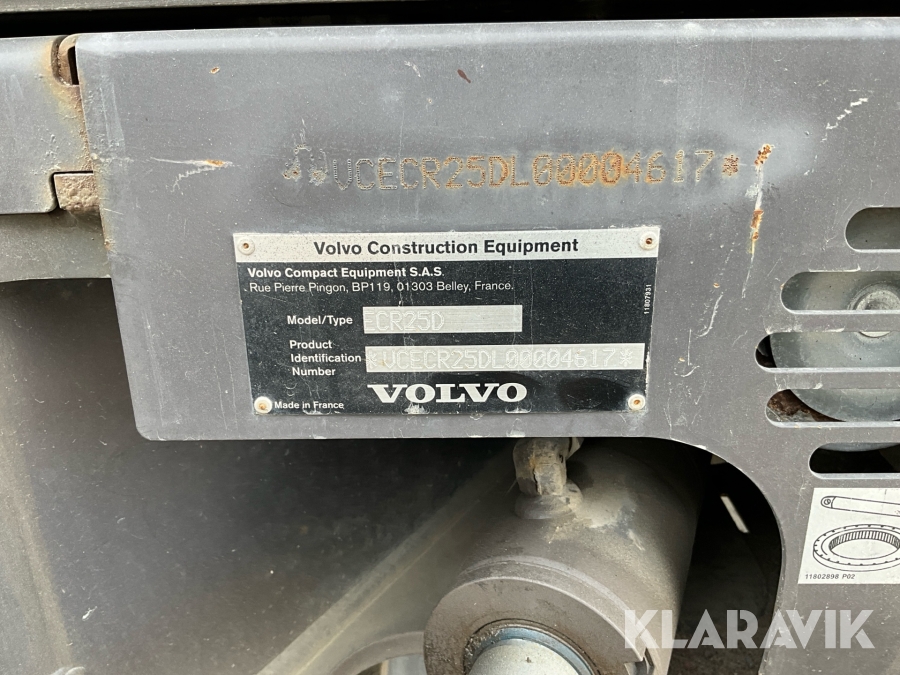 *VCECR25DL00004617*
Volvo Construction Equipment
Volvo Compact Equipment S.A.S.
Rue Pierre Pingon, BP119, 01303 Belley, France.
11807931
Model/Type ECR25D
Product
Identification *VCECR25DL00004617*
Number
VOLVO
Made in France
11802898 P02
KLARAVIK